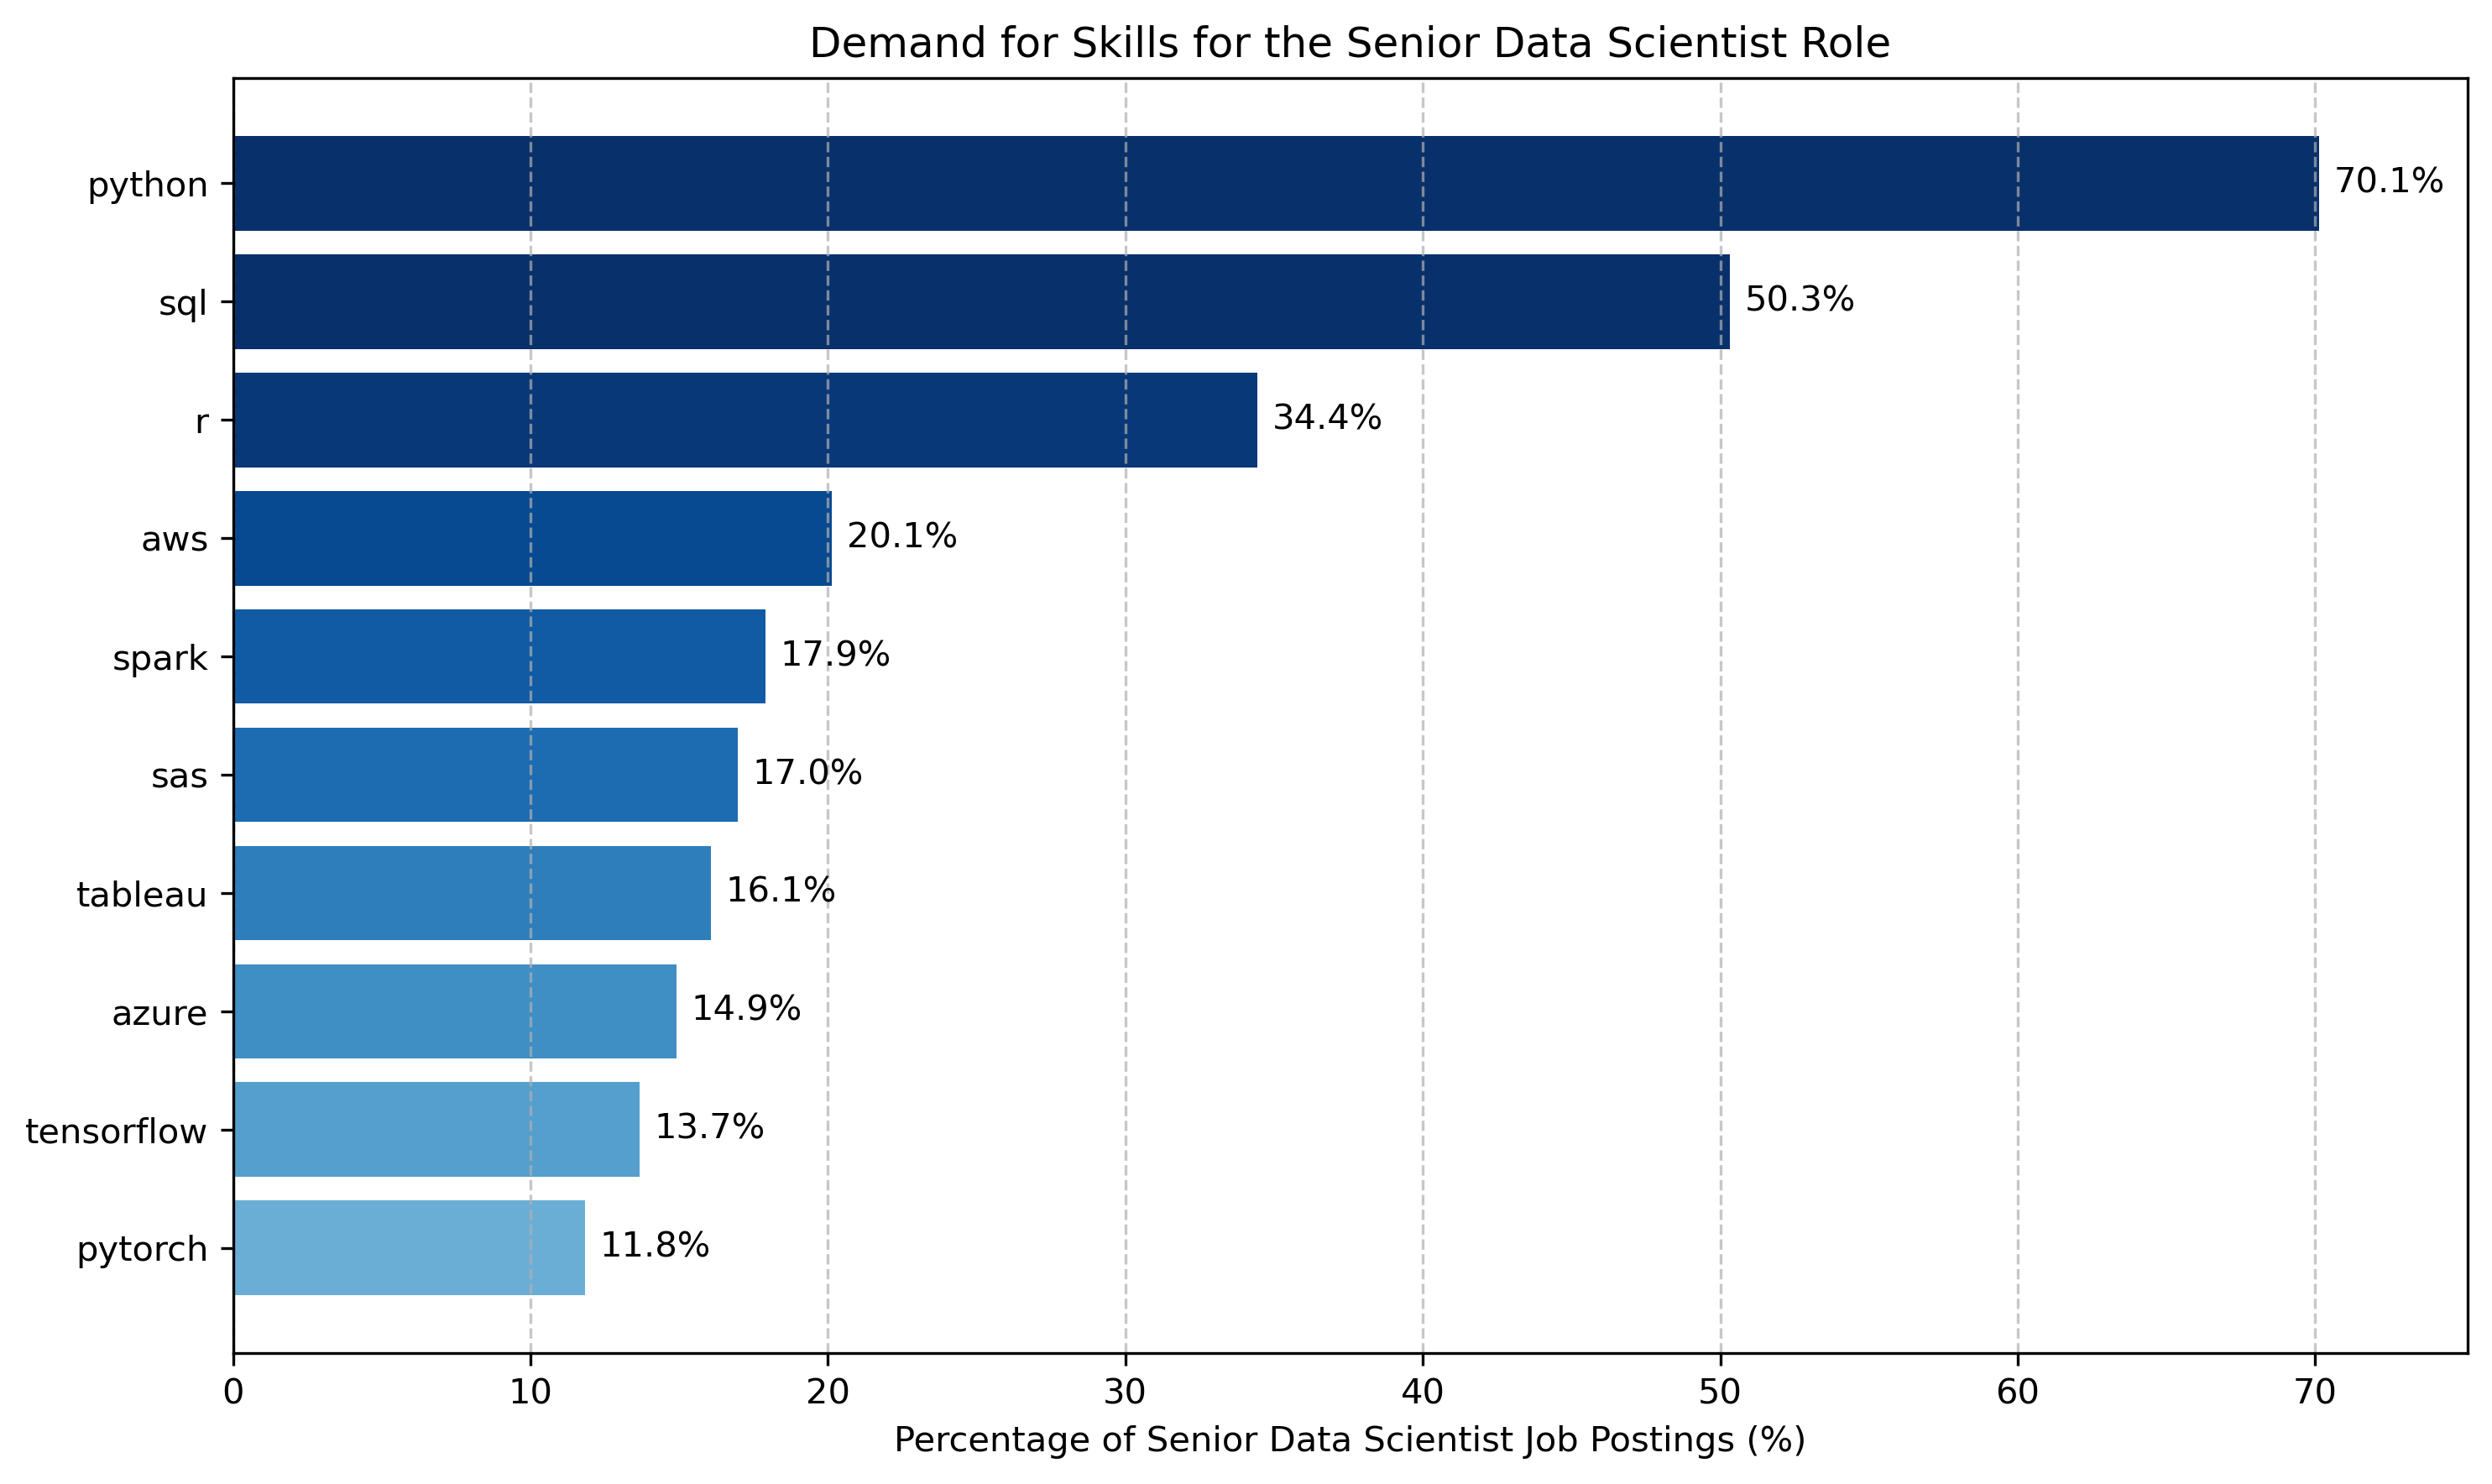 Demand for Skills for the Senior Data Scientist Role
python 70.1%
sql 50.3%
r 34.4%
aws 20.1%
spark 17.9%
sas 17.0%
tableau 16.1%
azure 14.9%
tensorflow 13.7%
pytorch 11.8%
0 10 20 30 40 50 60 70
Percentage of Senior Data Scientist Job Postings (%)